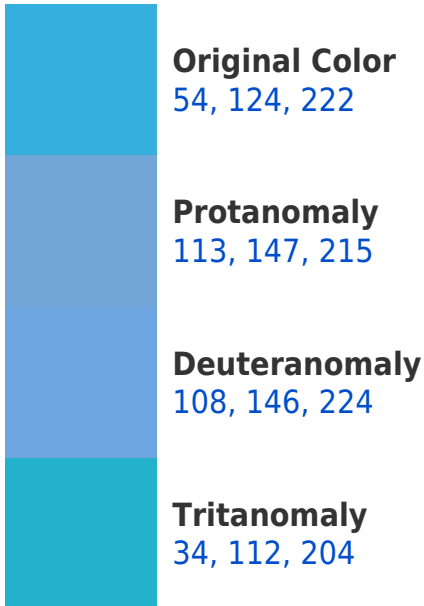 Original Color
54, 124, 222
Protanomaly
113, 147, 215
Deuteranomaly
108, 146, 224
Tritanomaly
34, 112, 204